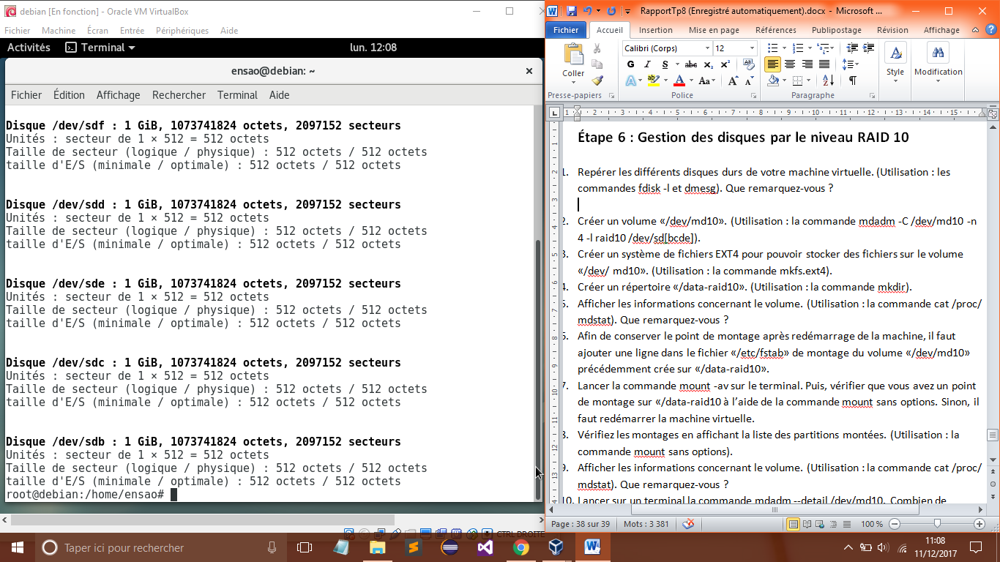 debian [En fonction] - Oracle VM VirtualBox
Fichier Machine Écran Entrée Périphériques Aide
Activités Terminal lun. 12:08
ensao@debian: ~
Fichier Édition Affichage Rechercher Terminal Aide
Disque /dev/sdf : 1 GiB, 1073741824 octets, 2097152 secteurs
Unités : secteur de 1 × 512 = 512 octets
Taille de secteur (logique / physique) : 512 octets / 512 octets
taille d'E/S (minimale / optimale) : 512 octets / 512 octets
Disque /dev/sdd : 1 GiB, 1073741824 octets, 2097152 secteurs
Unités : secteur de 1 × 512 = 512 octets
Taille de secteur (logique / physique) : 512 octets / 512 octets
taille d'E/S (minimale / optimale) : 512 octets / 512 octets
Disque /dev/sde : 1 GiB, 1073741824 octets, 2097152 secteurs
Unités : secteur de 1 × 512 = 512 octets
Taille de secteur (logique / physique) : 512 octets / 512 octets
taille d'E/S (minimale / optimale) : 512 octets / 512 octets
Disque /dev/sdc : 1 GiB, 1073741824 octets, 2097152 secteurs
Unités : secteur de 1 × 512 = 512 octets
Taille de secteur (logique / physique) : 512 octets / 512 octets
taille d'E/S (minimale / optimale) : 512 octets / 512 octets
Disque /dev/sdb : 1 GiB, 1073741824 octets, 2097152 secteurs
Unités : secteur de 1 × 512 = 512 octets
Taille de secteur (logique / physique) : 512 octets / 512 octets
taille d'E/S (minimale / optimale) : 512 octets / 512 octets
root@debian:/home/ensao#
CTRL DROITE
RapportTp8 (Enregistré automatiquement).docx - Microsoft ...
Fichier Accueil Insertion Mise en page Références Publipostage Révision Affichage
Calibri (Corps) 12
Coller
G I S abc x₂ x²
Style Modification
Presse-papiers Police Paragraphe Style
1 2 3 4 5 6 7 8 9 10 11 12 13 14 15
Étape 6 : Gestion des disques par le niveau RAID 10
1. Repérer les différents disques durs de votre machine virtuelle. (Utilisation : les
commandes fdisk -l et dmesg). Que remarquez-vous ?
2. Créer un volume «/dev/md10». (Utilisation : la commande mdadm -C /dev/md10 -n
4 -l raid10 /dev/sd[bcde]).
3. Créer un système de fichiers EXT4 pour pouvoir stocker des fichiers sur le volume
«/dev/ md10». (Utilisation : la commande mkfs.ext4).
4. Créer un répertoire «/data-raid10». (Utilisation : la commande mkdir).
5. Afficher les informations concernant le volume. (Utilisation : la commande cat /proc/
mdstat). Que remarquez-vous ?
6. Afin de conserver le point de montage après redémarrage de la machine, il faut
ajouter une ligne dans le fichier «/etc/fstab» de montage du volume «/dev/md10»
précédemment crée sur «/data-raid10».
7. Lancer la commande mount -av sur le terminal. Puis, vérifier que vous avez un point
de montage sur «/data-raid10 à l’aide de la commande mount sans options. Sinon, il
faut redémarrer la machine virtuelle.
8. Vérifiez les montages en affichant la liste des partitions montées. (Utilisation : la
commande mount sans options).
9. Afficher les informations concernant le volume. (Utilisation : la commande cat /proc/
mdstat). Que remarquez-vous ?
10. Lancer sur un terminal la commande mdadm --detail /dev/md10. Combien de
Page : 38 sur 39 Mots : 3 381 100 %
Taper ici pour rechercher
11:08
11/12/2017